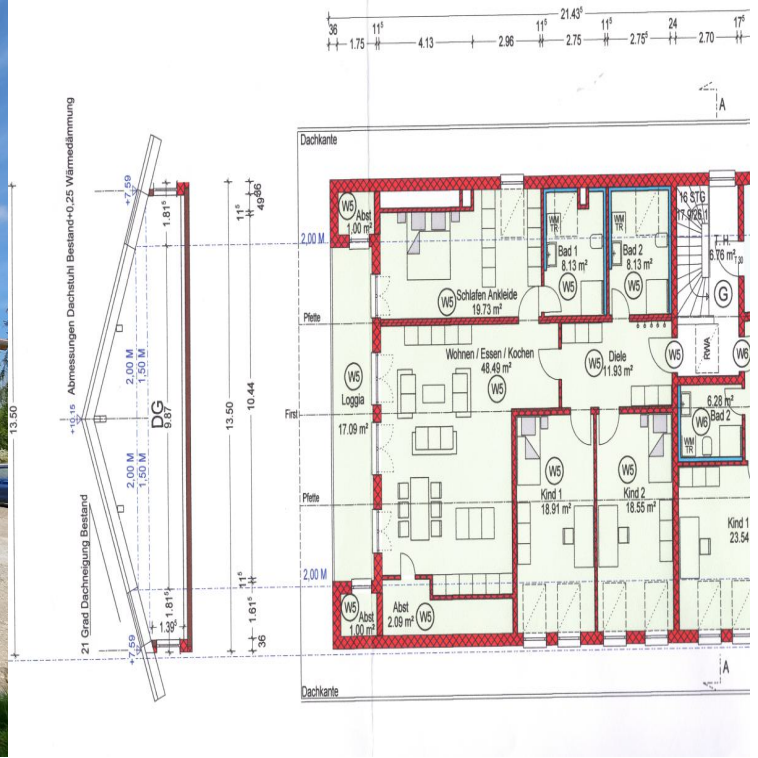 21.43⁵
36
11⁵
11⁵
11⁵
24
17⁵
1.75
4.13
2.96
2.75
2.75⁵
2.70
A
Dachkante
Abmessungen Dachstuhl Bestand+0,25 Wärmedämmung
21 Grad Dachneigung Bestand
+7,59
+10,15
+7,59
13.50
1.81⁵
2,00 M
1,50 M
DG
9.87
2,00 M
1,50 M
1.81⁵
1.39⁵
13.50
11⁵
10.44
11⁵
1.61⁵
36
2,00 M
Pfette
First
Pfette
2,00 M
W5
Abst
1.00 m²
W5
Schlafen Ankleide
19.73 m²
WM
TR
Bad 1
8.13 m²
W5
WM
TR
Bad 2
8.13 m²
W5
16 STG
T. H.
6.76 m²
G
W5
Loggia
17.09 m²
Wohnen / Essen / Kochen
48.49 m²
W5
W5
Diele
11.93 m²
W5
RWA
W6
6.28 m²
W6
Bad 2
WM
TR
W5
Kind 1
18.91 m²
W5
Kind 2
18.55 m²
Kind 1
23.54
W5
Abst
1.00 m²
Abst
2.09 m²
W5
A
Dachkante